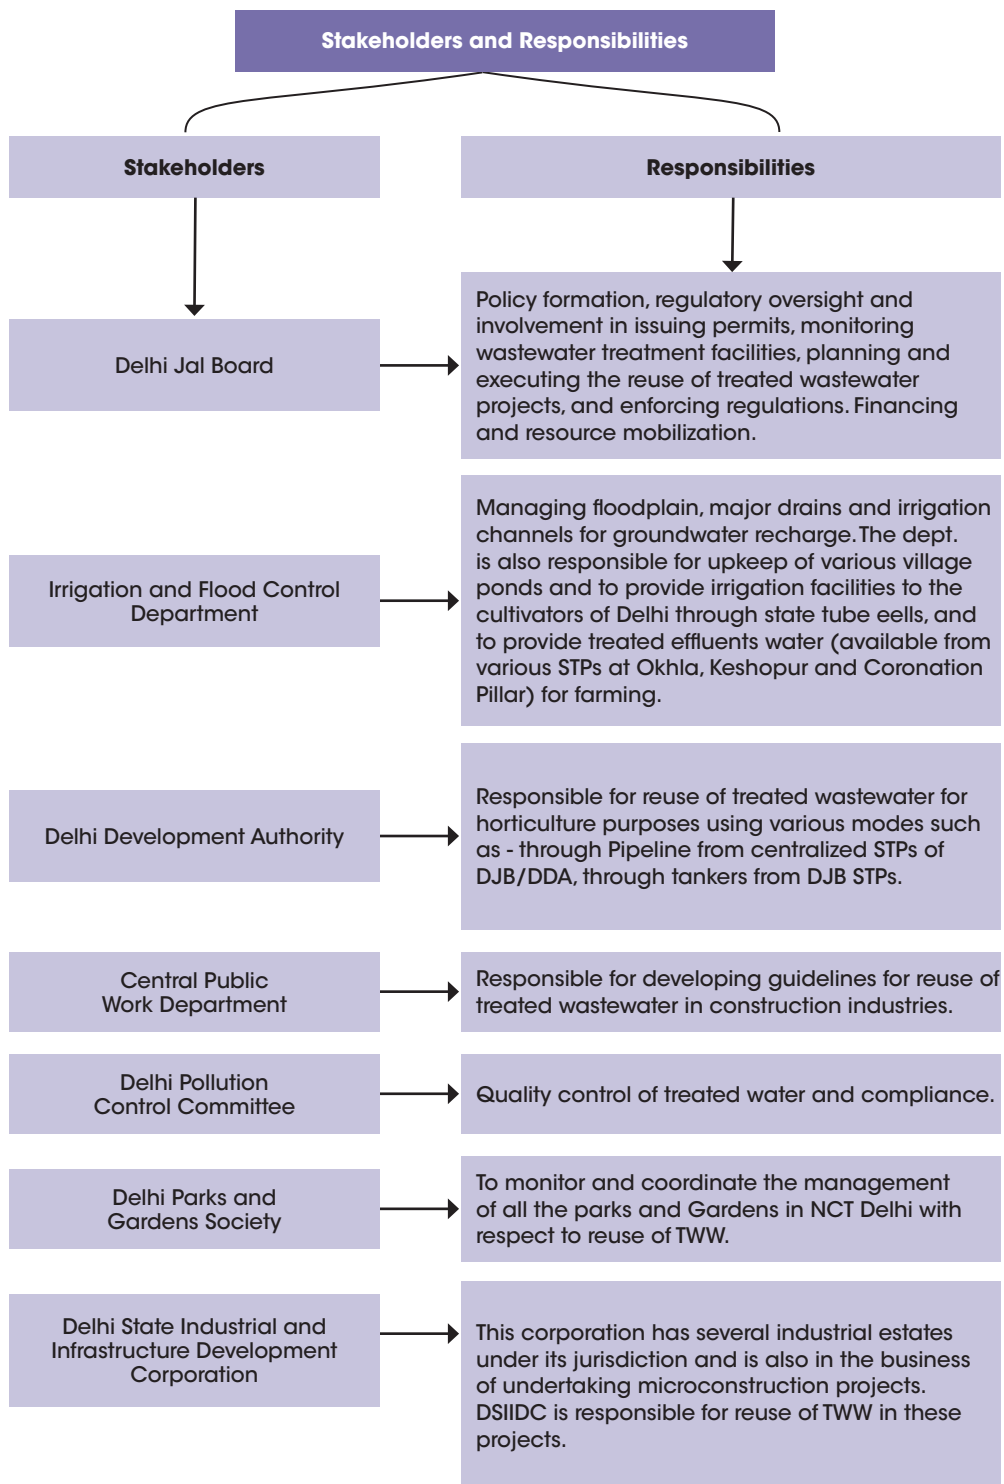 Stakeholders and Responsibilities
Stakeholders
Responsibilities
Delhi Jal Board
Policy formation, regulatory oversight and
involvement in issuing permits, monitoring
wastewater treatment facilities, planning and
executing the reuse of treated wastewater
projects, and enforcing regulations. Financing
and resource mobilization.
Irrigation and Flood Control
Department
Managing floodplain, major drains and irrigation
channels for groundwater recharge. The dept.
is also responsible for upkeep of various village
ponds and to provide irrigation facilities to the
cultivators of Delhi through state tube eells, and
to provide treated effluents water (available from
various STPs at Okhla, Keshopur and Coronation
Pillar) for farming.
Delhi Development Authority
Responsible for reuse of treated wastewater for
horticulture purposes using various modes such
as - through Pipeline from centralized STPs of
DJB/DDA, through tankers from DJB STPs.
Central Public
Work Department
Responsible for developing guidelines for reuse of
treated wastewater in construction industries.
Delhi Pollution
Control Committee
Quality control of treated water and compliance.
Delhi Parks and
Gardens Society
To monitor and coordinate the management
of all the parks and Gardens in NCT Delhi with
respect to reuse of TWW.
Delhi State Industrial and
Infrastructure Development
Corporation
This corporation has several industrial estates
under its jurisdiction and is also in the business
of undertaking microconstruction projects.
DSIIDC is responsible for reuse of TWW in these
projects.